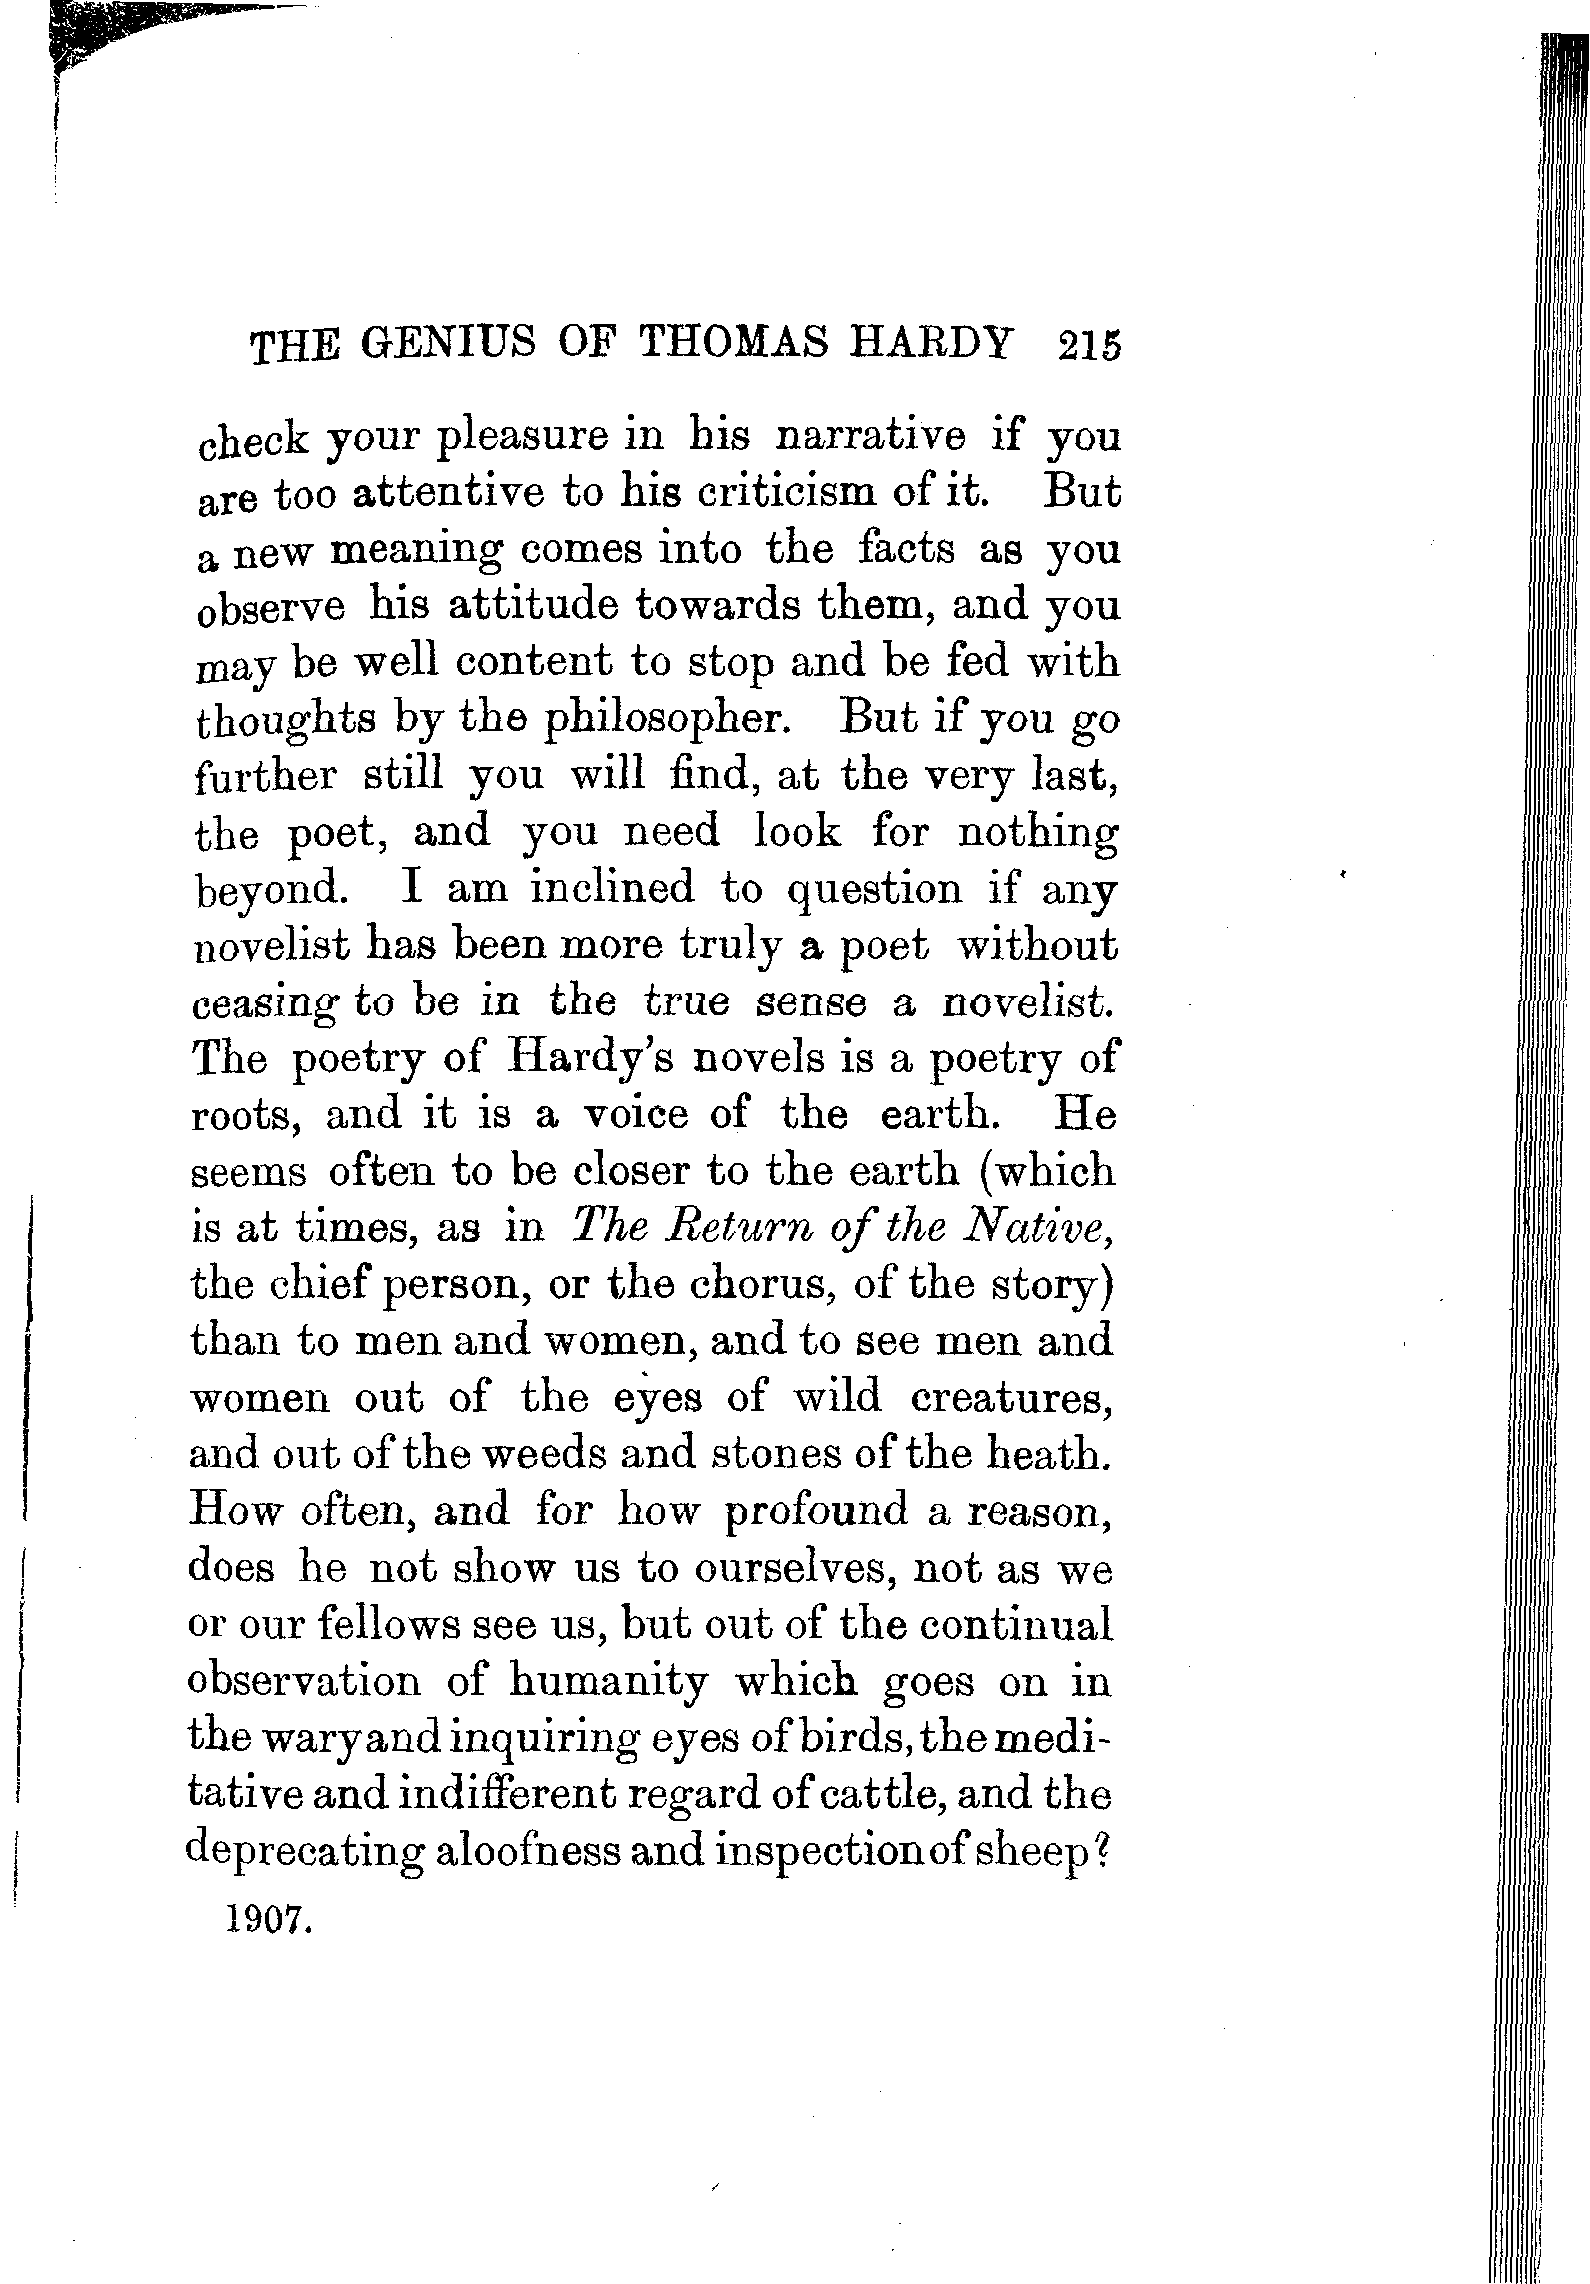 THE GENIUS OF THOMAS HARDY 215
check your pleasure in his narrative if you
are too attentive to his criticism of it. But
a new meaning comes into the facts as you
observe his attitude towards them, and you
may be well content to stop and be fed with
thoughts by the philosopher. But if you go
further still you will find, at the very last,
the poet, and you need look for nothing
beyond. I am inclined to question if any
novelist has been more truly a poet without
ceasing to be in the true sense a novelist.
The poetry of Hardy's novels is a poetry of
roots, and it is a voice of the earth. He
seems often to be closer to the earth (which
is at times, as in The Return of the Native,
the chief person, or the chorus, of the story)
than to men and women, and to see men and
women out of the eyes of wild creatures,
and out of the weeds and stones of the heath.
How often, and for how profound a reason,
does he not show us to ourselves, not as we
or our fellows see us, but out of the continual
observation of humanity which goes on in
the wary and inquiring eyes of birds, the medi-
tative and indifferent regard of cattle, and the
deprecating aloofness and inspection of sheep?
1907.